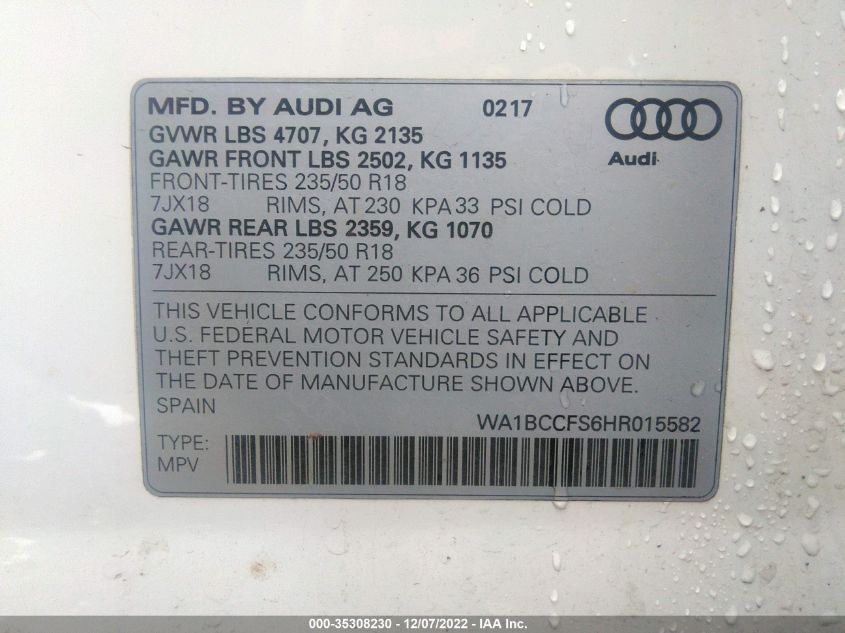 MFD. BY AUDI AG 0217
GVWR LBS 4707, KG 2135
GAWR FRONT LBS 2502, KG 1135
Audi
FRONT-TIRES 235/50 R18
7JX18 RIMS, AT 230 KPA 33 PSI COLD
GAWR REAR LBS 2359, KG 1070
REAR-TIRES 235/50 R18
7JX18 RIMS, AT 250 KPA 36 PSI COLD
THIS VEHICLE CONFORMS TO ALL APPLICABLE
U.S. FEDERAL MOTOR VEHICLE SAFETY AND
THEFT PREVENTION STANDARDS IN EFFECT ON
THE DATE OF MANUFACTURE SHOWN ABOVE.
SPAIN
WA1BCCFS6HR015582
TYPE:
MPV
000-35308230 - 12/07/2022 - IAA Inc.